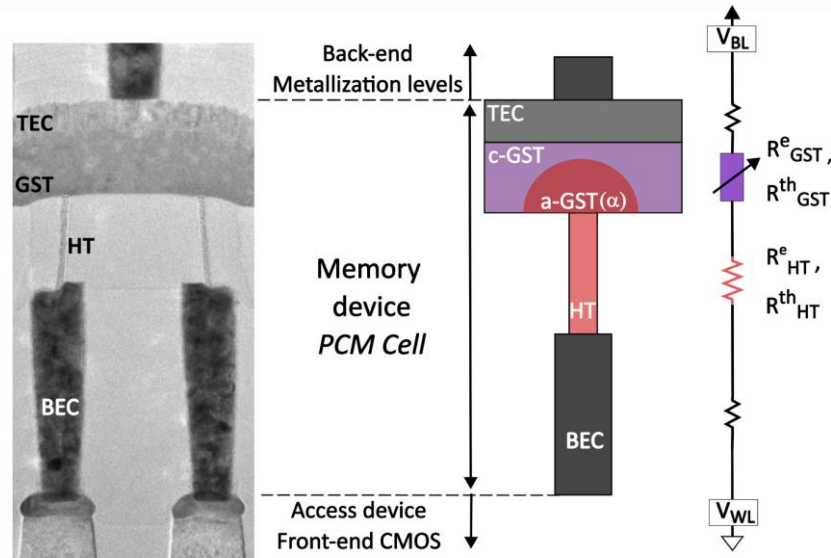 TEC
GST
HT
BEC
Back-end
Metallization levels
Memory
device
PCM Cell
Access device
Front-end CMOS
TEC
c-GST
a-GST(α)
HT
BEC
V_BL
R^e_GST,
R^th_GST
R^e_HT,
R^th_HT
V_WL